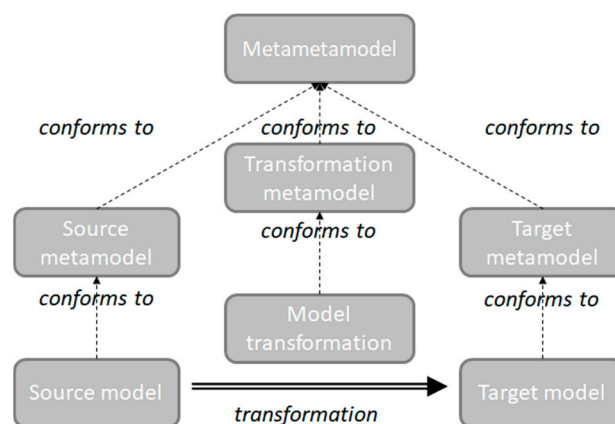 Metametamodel
conforms to
conforms to
conforms to
Transformation
metamodel
Source
metamodel
Target
metamodel
conforms to
conforms to
conforms to
Model
transformation
Source model
Target model
transformation